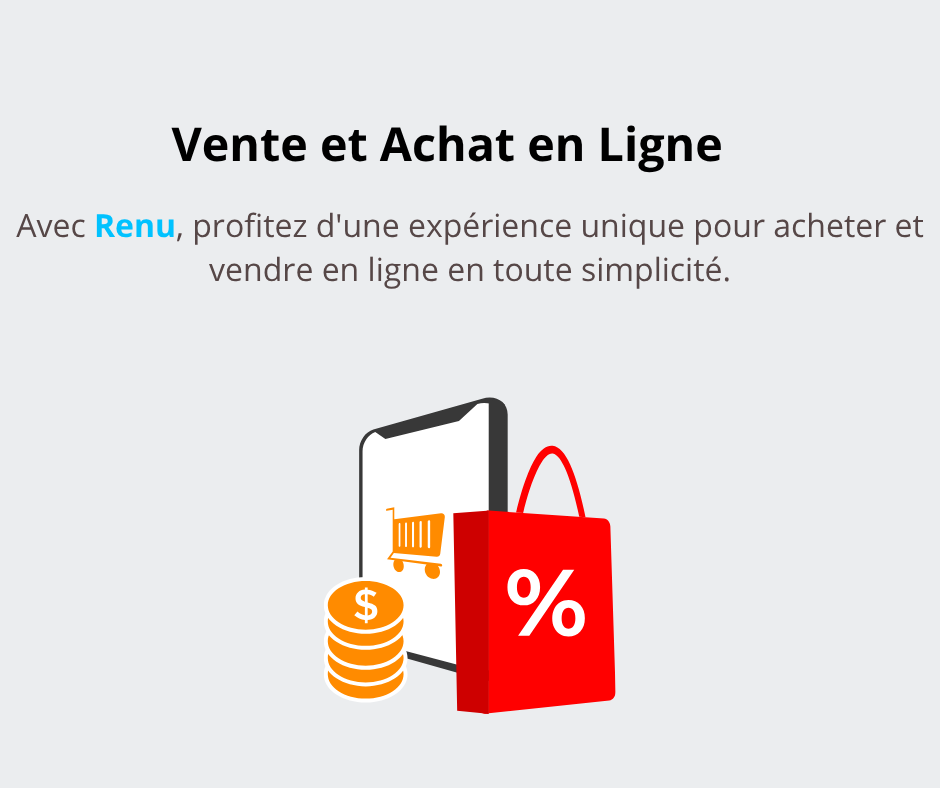 Vente et Achat en Ligne
Avec Renu, profitez d'une expérience unique pour acheter et
vendre en ligne en toute simplicité.
$
%